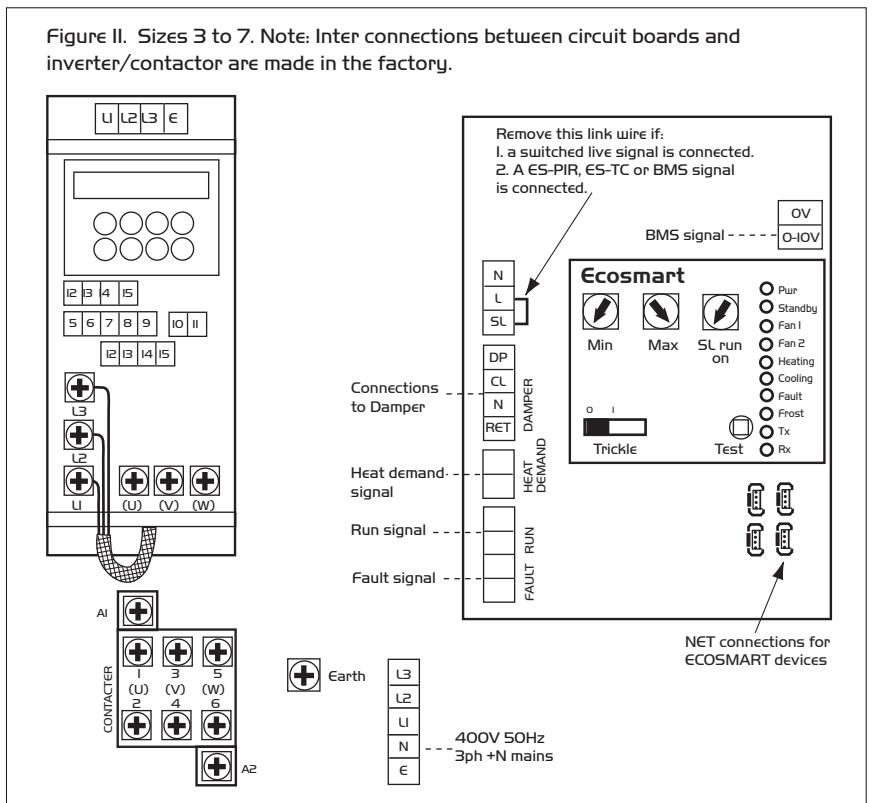 Figure 11. Sizes 3 to 7. Note: Inter connections between circuit boards and
inverter/contactor are made in the factory.
L1 L2 L3 E
12 13 14 15
5 6 7 8 9 10 11
12 13 14 15
L3
L2
L1 (U) (V) (W)
A1
CONTACTER
1 3 5
(U) (V) (W)
2 4 6
A2
Earth
L3
L2
L1
N
E
400V 50Hz
3ph +N mains
Remove this link wire if:
1. a switched live signal is connected.
2. A ES-PIR, ES-TC or BMS signal
is connected.
BMS signal
0V
0-10V
N
L
SL
DP
CL
N
RET
DAMPER
Connections
to Damper
HEAT
DEMAND
Heat demand
signal
Run signal
RUN
Fault signal
FAULT
Ecosmart
Min Max SL run
on
0 1
Trickle
Test
Pwr
Standby
Fan 1
Fan 2
Heating
Cooling
Fault
Frost
Tx
Rx
NET connections for
ECOSMART devices